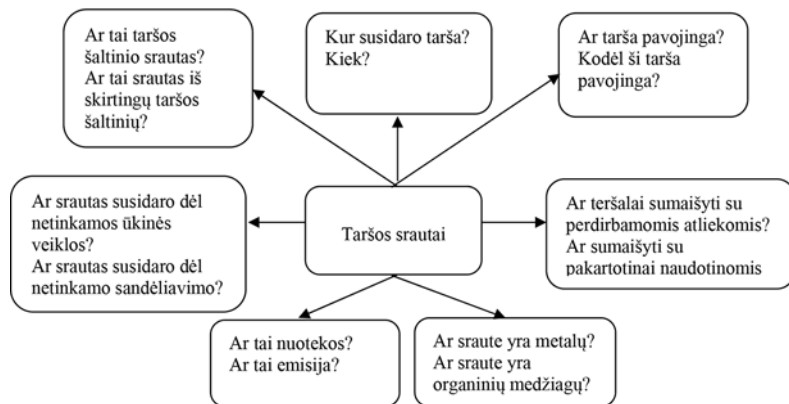 Ar tai taršos
šaltinio srautas?
Ar tai srautas iš
skirtingų taršos
šaltinių?
Kur susidaro tarša?
Kiek?
Ar tarša pavojinga?
Kodėl ši tarša
pavojinga?
Ar srautas susidaro dėl
netinkamos ūkinės
veiklos?
Ar srautas susidaro dėl
netinkamo sandėliavimo?
Taršos srautai
Ar teršalai sumaišyti su
perdirbamomis atliekomis?
Ar sumaišyti su
pakartotinai naudotinomis
Ar tai nuotekos?
Ar tai emisija?
Ar sraute yra metalų?
Ar sraute yra
organinių medžiagų?